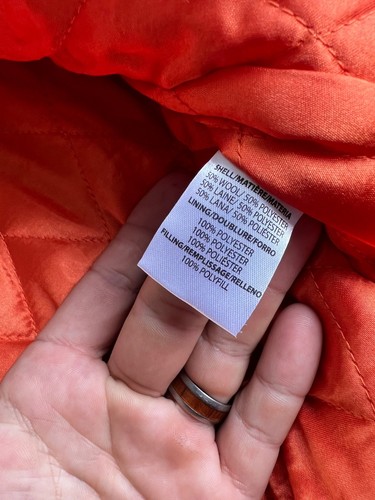 SHELL/MATIÈRE/MATERIA
50% WOOL/ 50% POLYESTER
50% LAINE/ 50% POLYESTER
50% LANA/ 50% POLIÉSTER
LINING/DOUBLURE/FORRO
100% POLYESTER
100% POLYESTER
100% POLIÉSTER
FILLING/REMPLISSAGE/RELLENO
100% POLYFILL